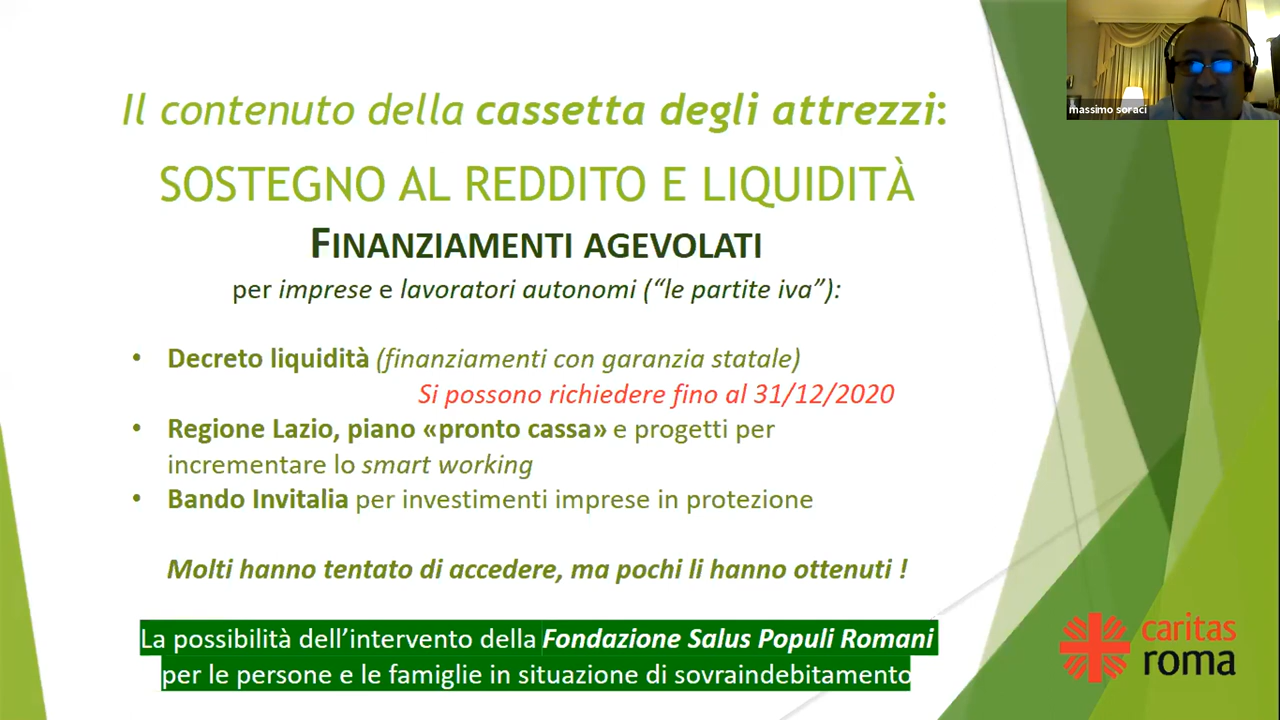 massimo soraci
Il contenuto della cassetta degli attrezzi:
SOSTEGNO AL REDDITO E LIQUIDITÀ
FINANZIAMENTI AGEVOLATI
per imprese e lavoratori autonomi (“le partite iva”):
• Decreto liquidità (finanziamenti con garanzia statale)
Si possono richiedere fino al 31/12/2020
• Regione Lazio, piano «pronto cassa» e progetti per
incrementare lo smart working
• Bando Invitalia per investimenti imprese in protezione
Molti hanno tentato di accedere, ma pochi li hanno ottenuti !
La possibilità dell’intervento della Fondazione Salus Populi Romani
per le persone e le famiglie in situazione di sovraindebitamento
caritas
roma